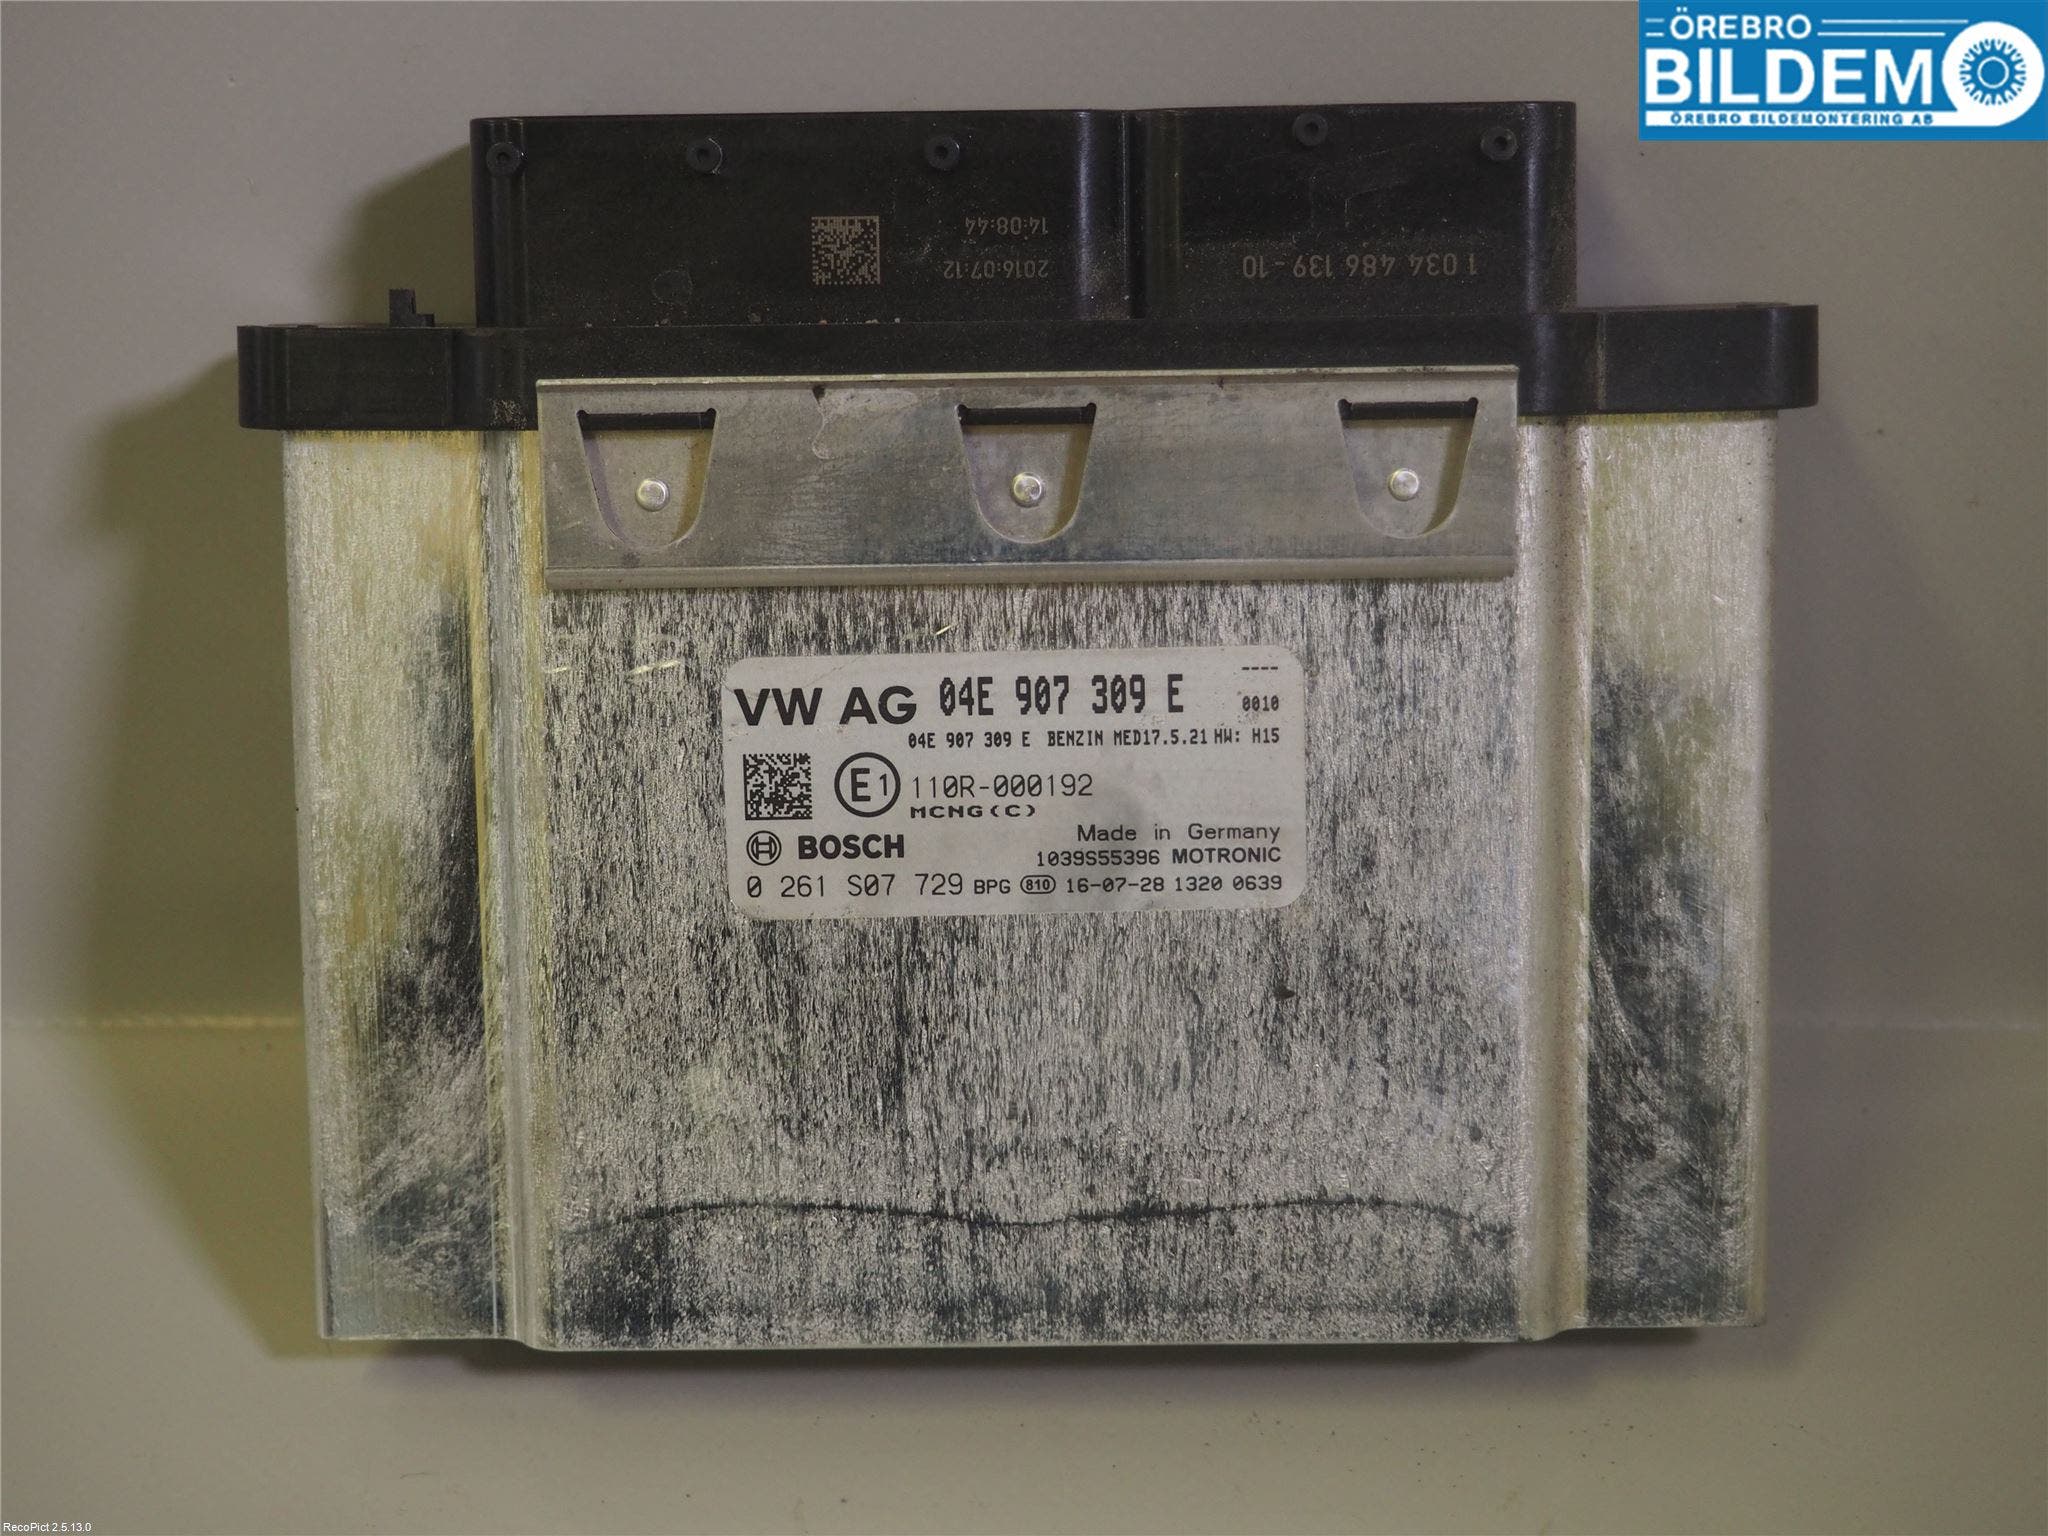 ÖREBRO
BILDEMO
ÖREBRO BILDEMONTERING AB
14:08:44
2016:07:12
1 034 486 139-10
----
VW AG 04E 907 309 E 0010
04E 907 309 E BENZIN MED17.5.21 HW: H15
E1 110R-000192
MCNG(C)
BOSCH
Made in Germany
1039S55396 MOTRONIC
0 261 S07 729 BPG 810 16-07-28 1320 0639
RecoPict 2.5.13.0